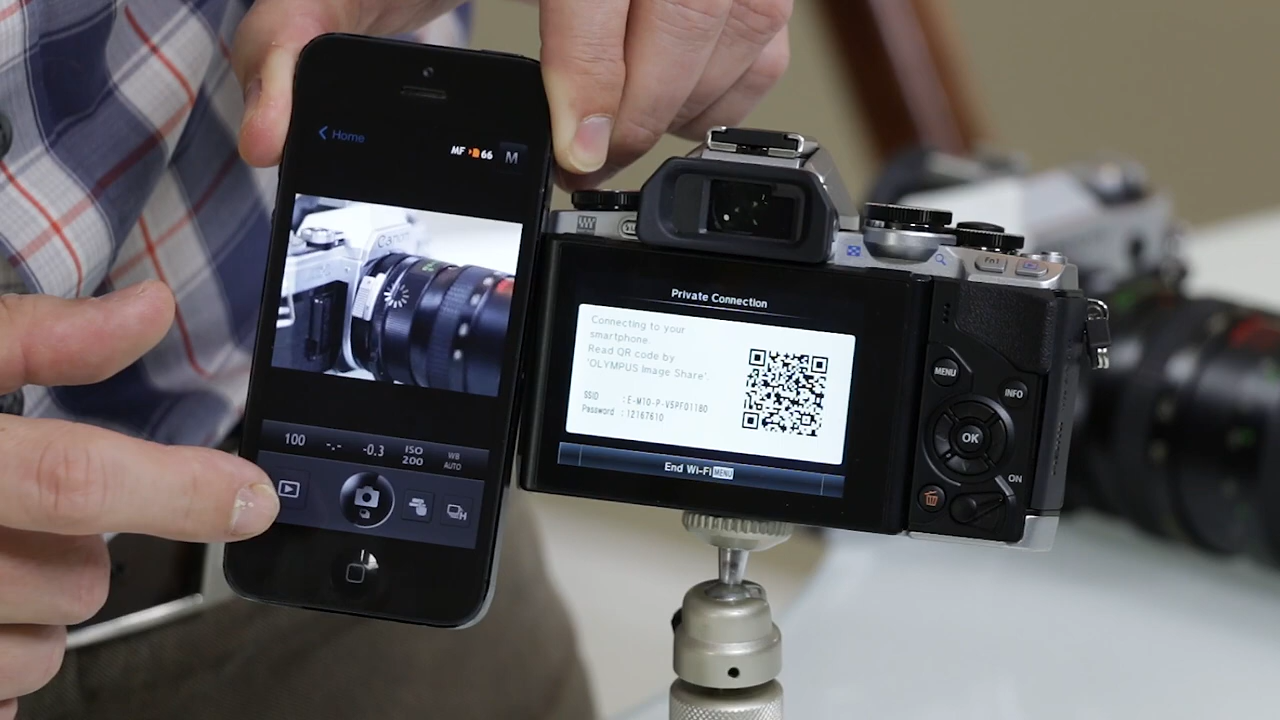 Home
MF 66 M
Canon
100 -.- -0.3 ISO 200 WB AUTO
H
Private Connection
Connecting to your
smartphone.
Read QR code by
'OLYMPUS Image Share'.
SSID : E-M10-P-V5PF01180
Password : 12167610
End Wi-Fi MENU
Fn1
MENU
INFO
OK
ON